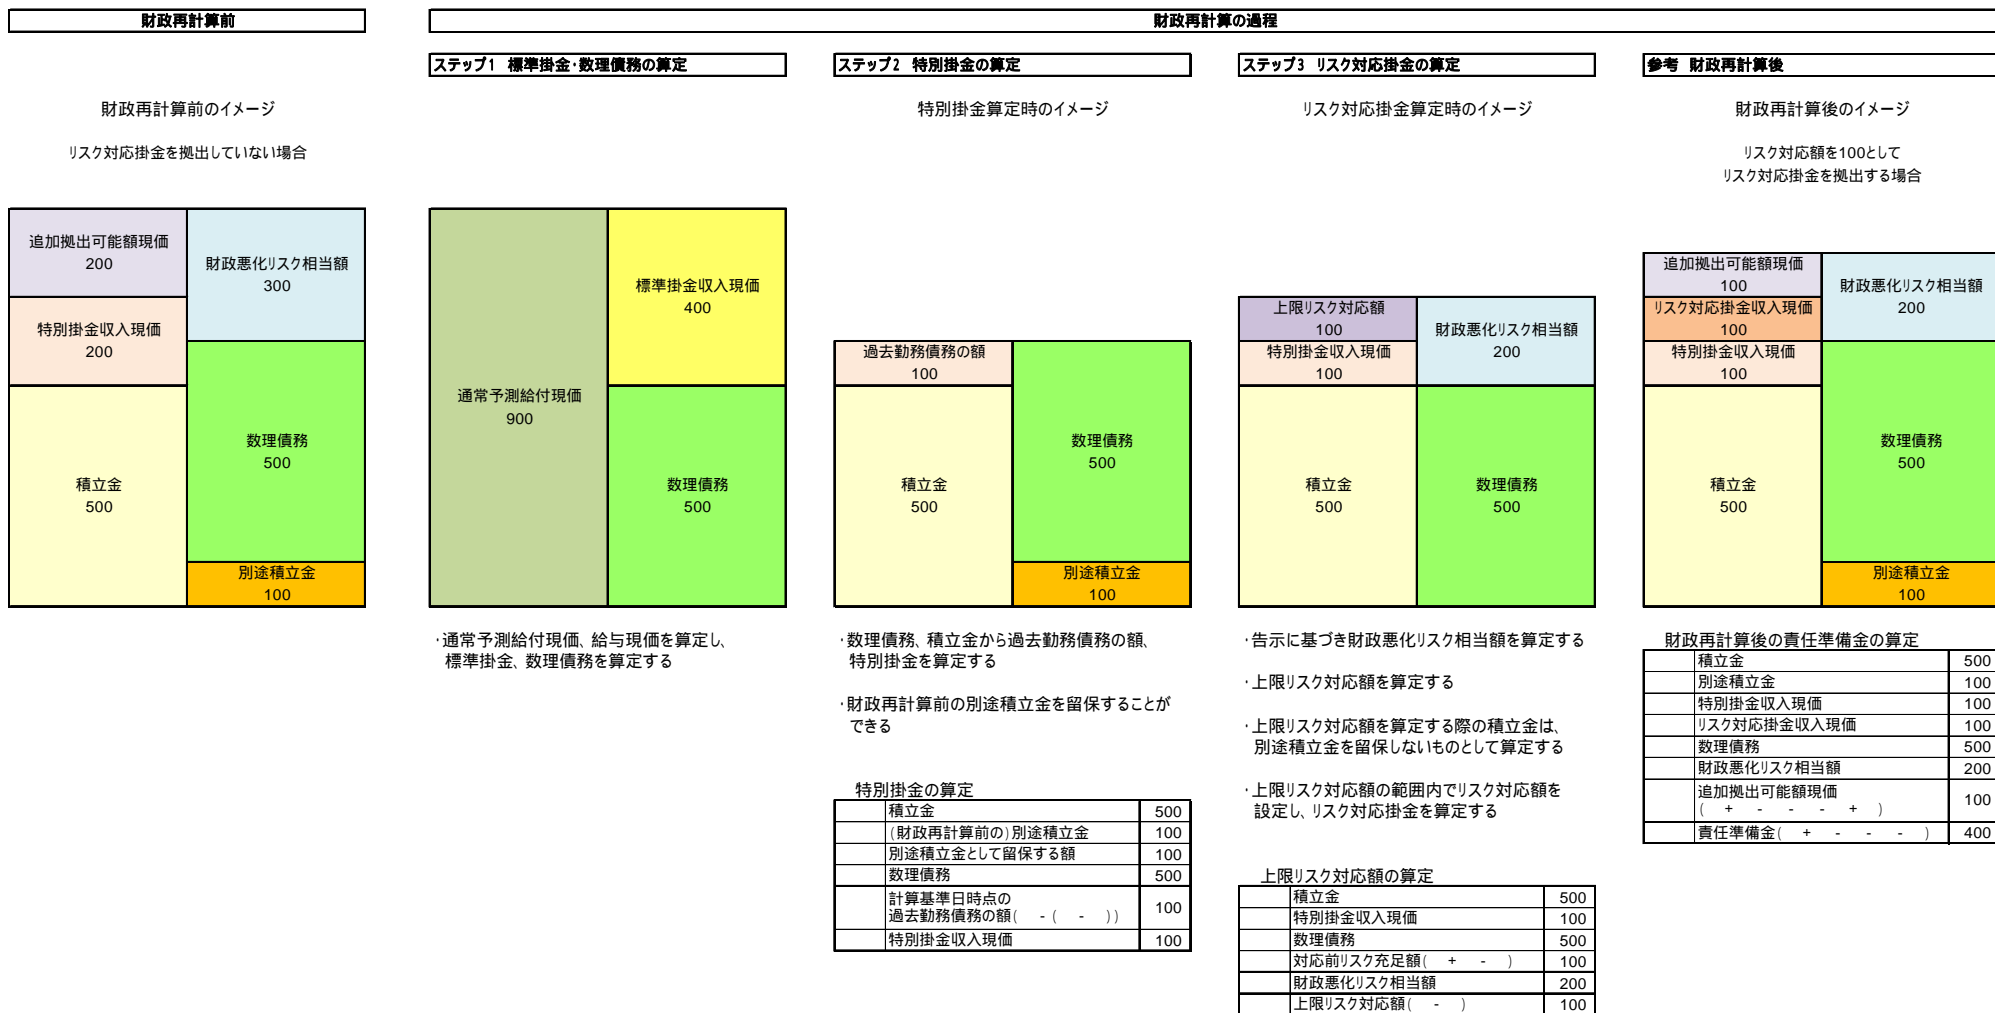 財政再計算前
財政再計算の過程
ステップ1 標準掛金・数理債務の算定
ステップ2 特別掛金の算定
ステップ3 リスク対応掛金の算定
参考 財政再計算後
財政再計算前のイメージ
リスク対応掛金を拠出していない場合
特別掛金算定時のイメージ
リスク対応掛金算定時のイメージ
財政再計算後のイメージ
リスク対応額を100として
リスク対応掛金を拠出する場合
追加拠出可能額現価
200
財政悪化リスク相当額
300
特別掛金収入現価
200
数理債務
500
積立金
500
別途積立金
100
通常予測給付現価
900
標準掛金収入現価
400
数理債務
500
過去勤務債務の額
100
数理債務
500
積立金
500
別途積立金
100
上限リスク対応額
100
財政悪化リスク相当額
200
特別掛金収入現価
100
積立金
500
数理債務
500
追加拠出可能額現価
100
財政悪化リスク相当額
200
リスク対応掛金収入現価
100
特別掛金収入現価
100
数理債務
500
積立金
500
別途積立金
100
・通常予測給付現価、給与現価を算定し、
標準掛金、数理債務を算定する
・数理債務、積立金から過去勤務債務の額、
特別掛金を算定する
・財政再計算前の別途積立金を留保することが
できる
特別掛金の算定
積立金 500
(財政再計算前の)別途積立金 100
別途積立金として留保する額 100
数理債務 500
計算基準日時点の
過去勤務債務の額( - ( - )) 100
特別掛金収入現価 100
・告示に基づき財政悪化リスク相当額を算定する
・上限リスク対応額を算定する
・上限リスク対応額を算定する際の積立金は、
別途積立金を留保しないものとして算定する
・上限リスク対応額の範囲内でリスク対応額を
設定し、リスク対応掛金を算定する
上限リスク対応額の算定
積立金 500
特別掛金収入現価 100
数理債務 500
対応前リスク充足額( + - ) 100
財政悪化リスク相当額 200
上限リスク対応額( - ) 100
財政再計算後の責任準備金の算定
積立金 500
別途積立金 100
特別掛金収入現価 100
リスク対応掛金収入現価 100
数理債務 500
財政悪化リスク相当額 200
追加拠出可能額現価
( + - - - + ) 100
責任準備金( + - - - ) 400